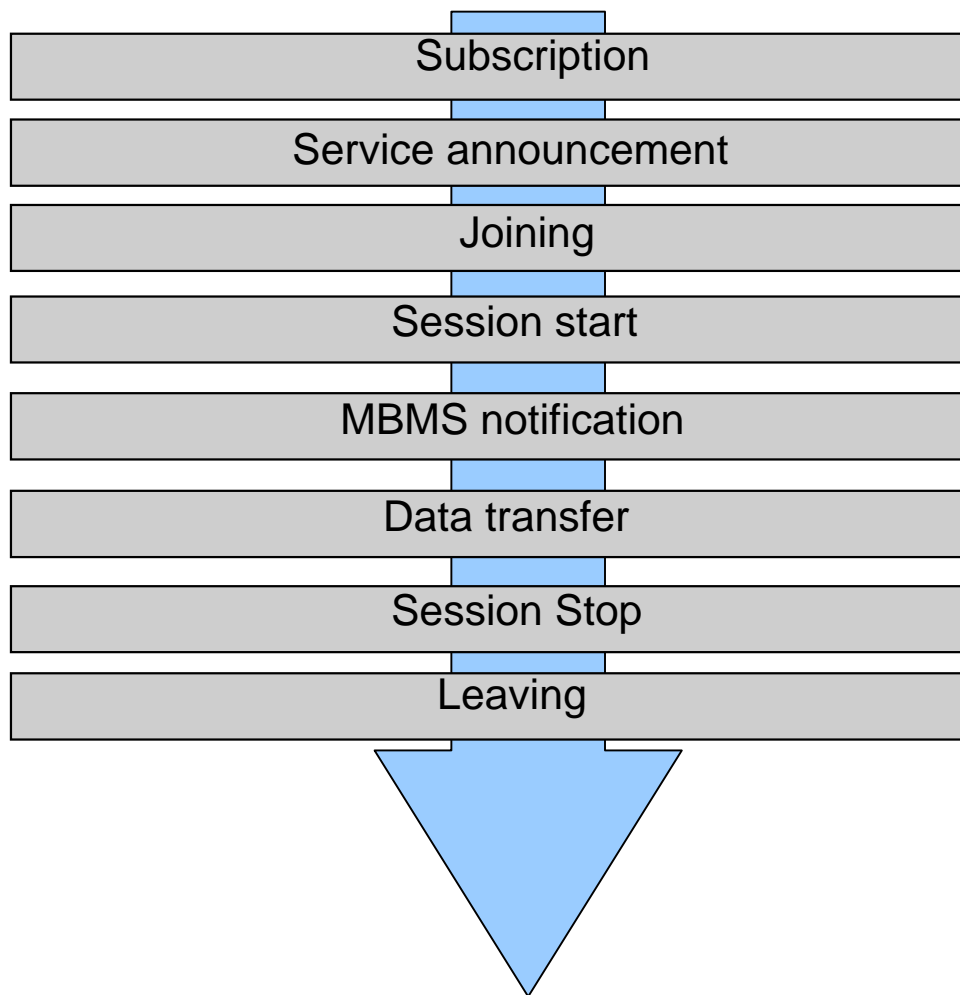 Subscription
Service announcement
Joining
Session start
MBMS notification
Data transfer
Session Stop
Leaving